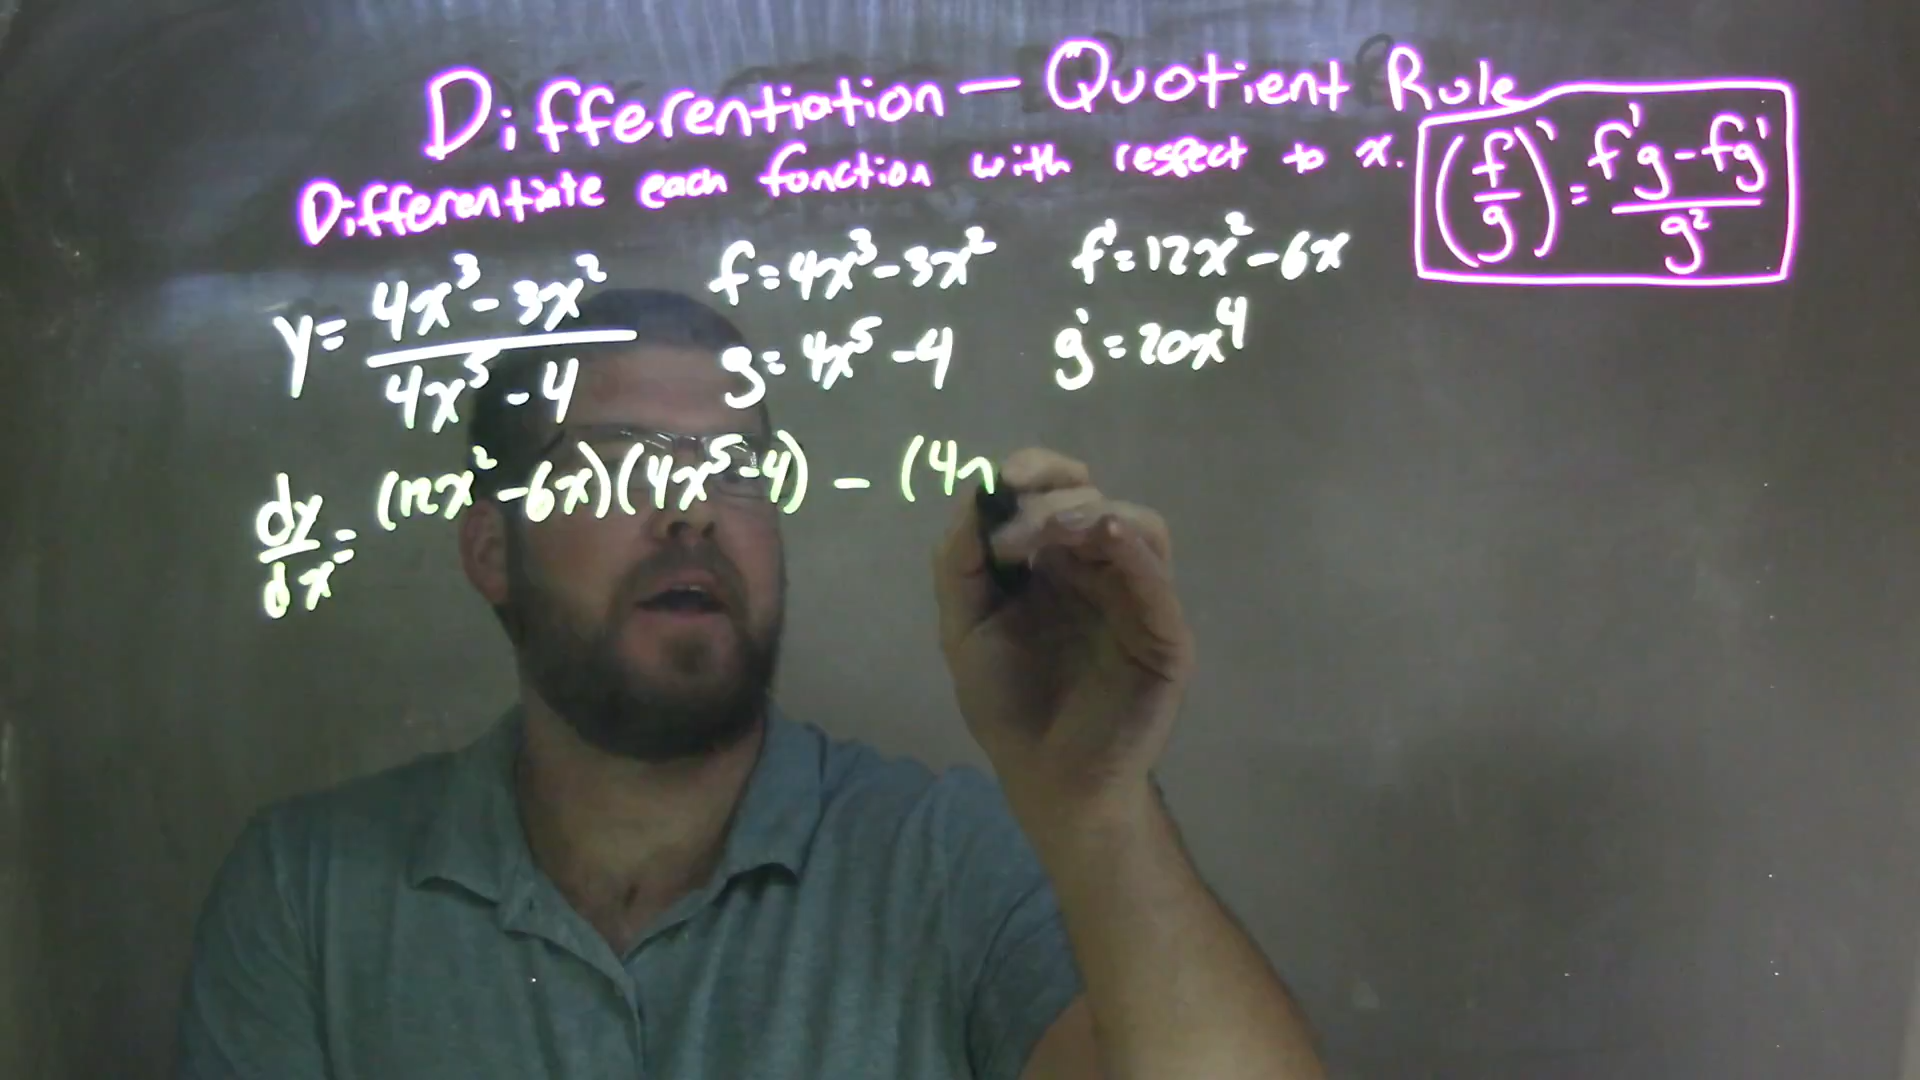 Differentiation - Quotient Rule
Differentiate each function with respect to x.
(f/g)' = (f'g - fg')/g²
y = (4x³ - 3x²)/(4x⁵ - 4)
f = 4x³ - 3x²
f' = 12x² - 6x
g = 4x⁵ - 4
g' = 20x⁴
dy/dx = (12x² - 6x)(4x⁵ - 4) - (4